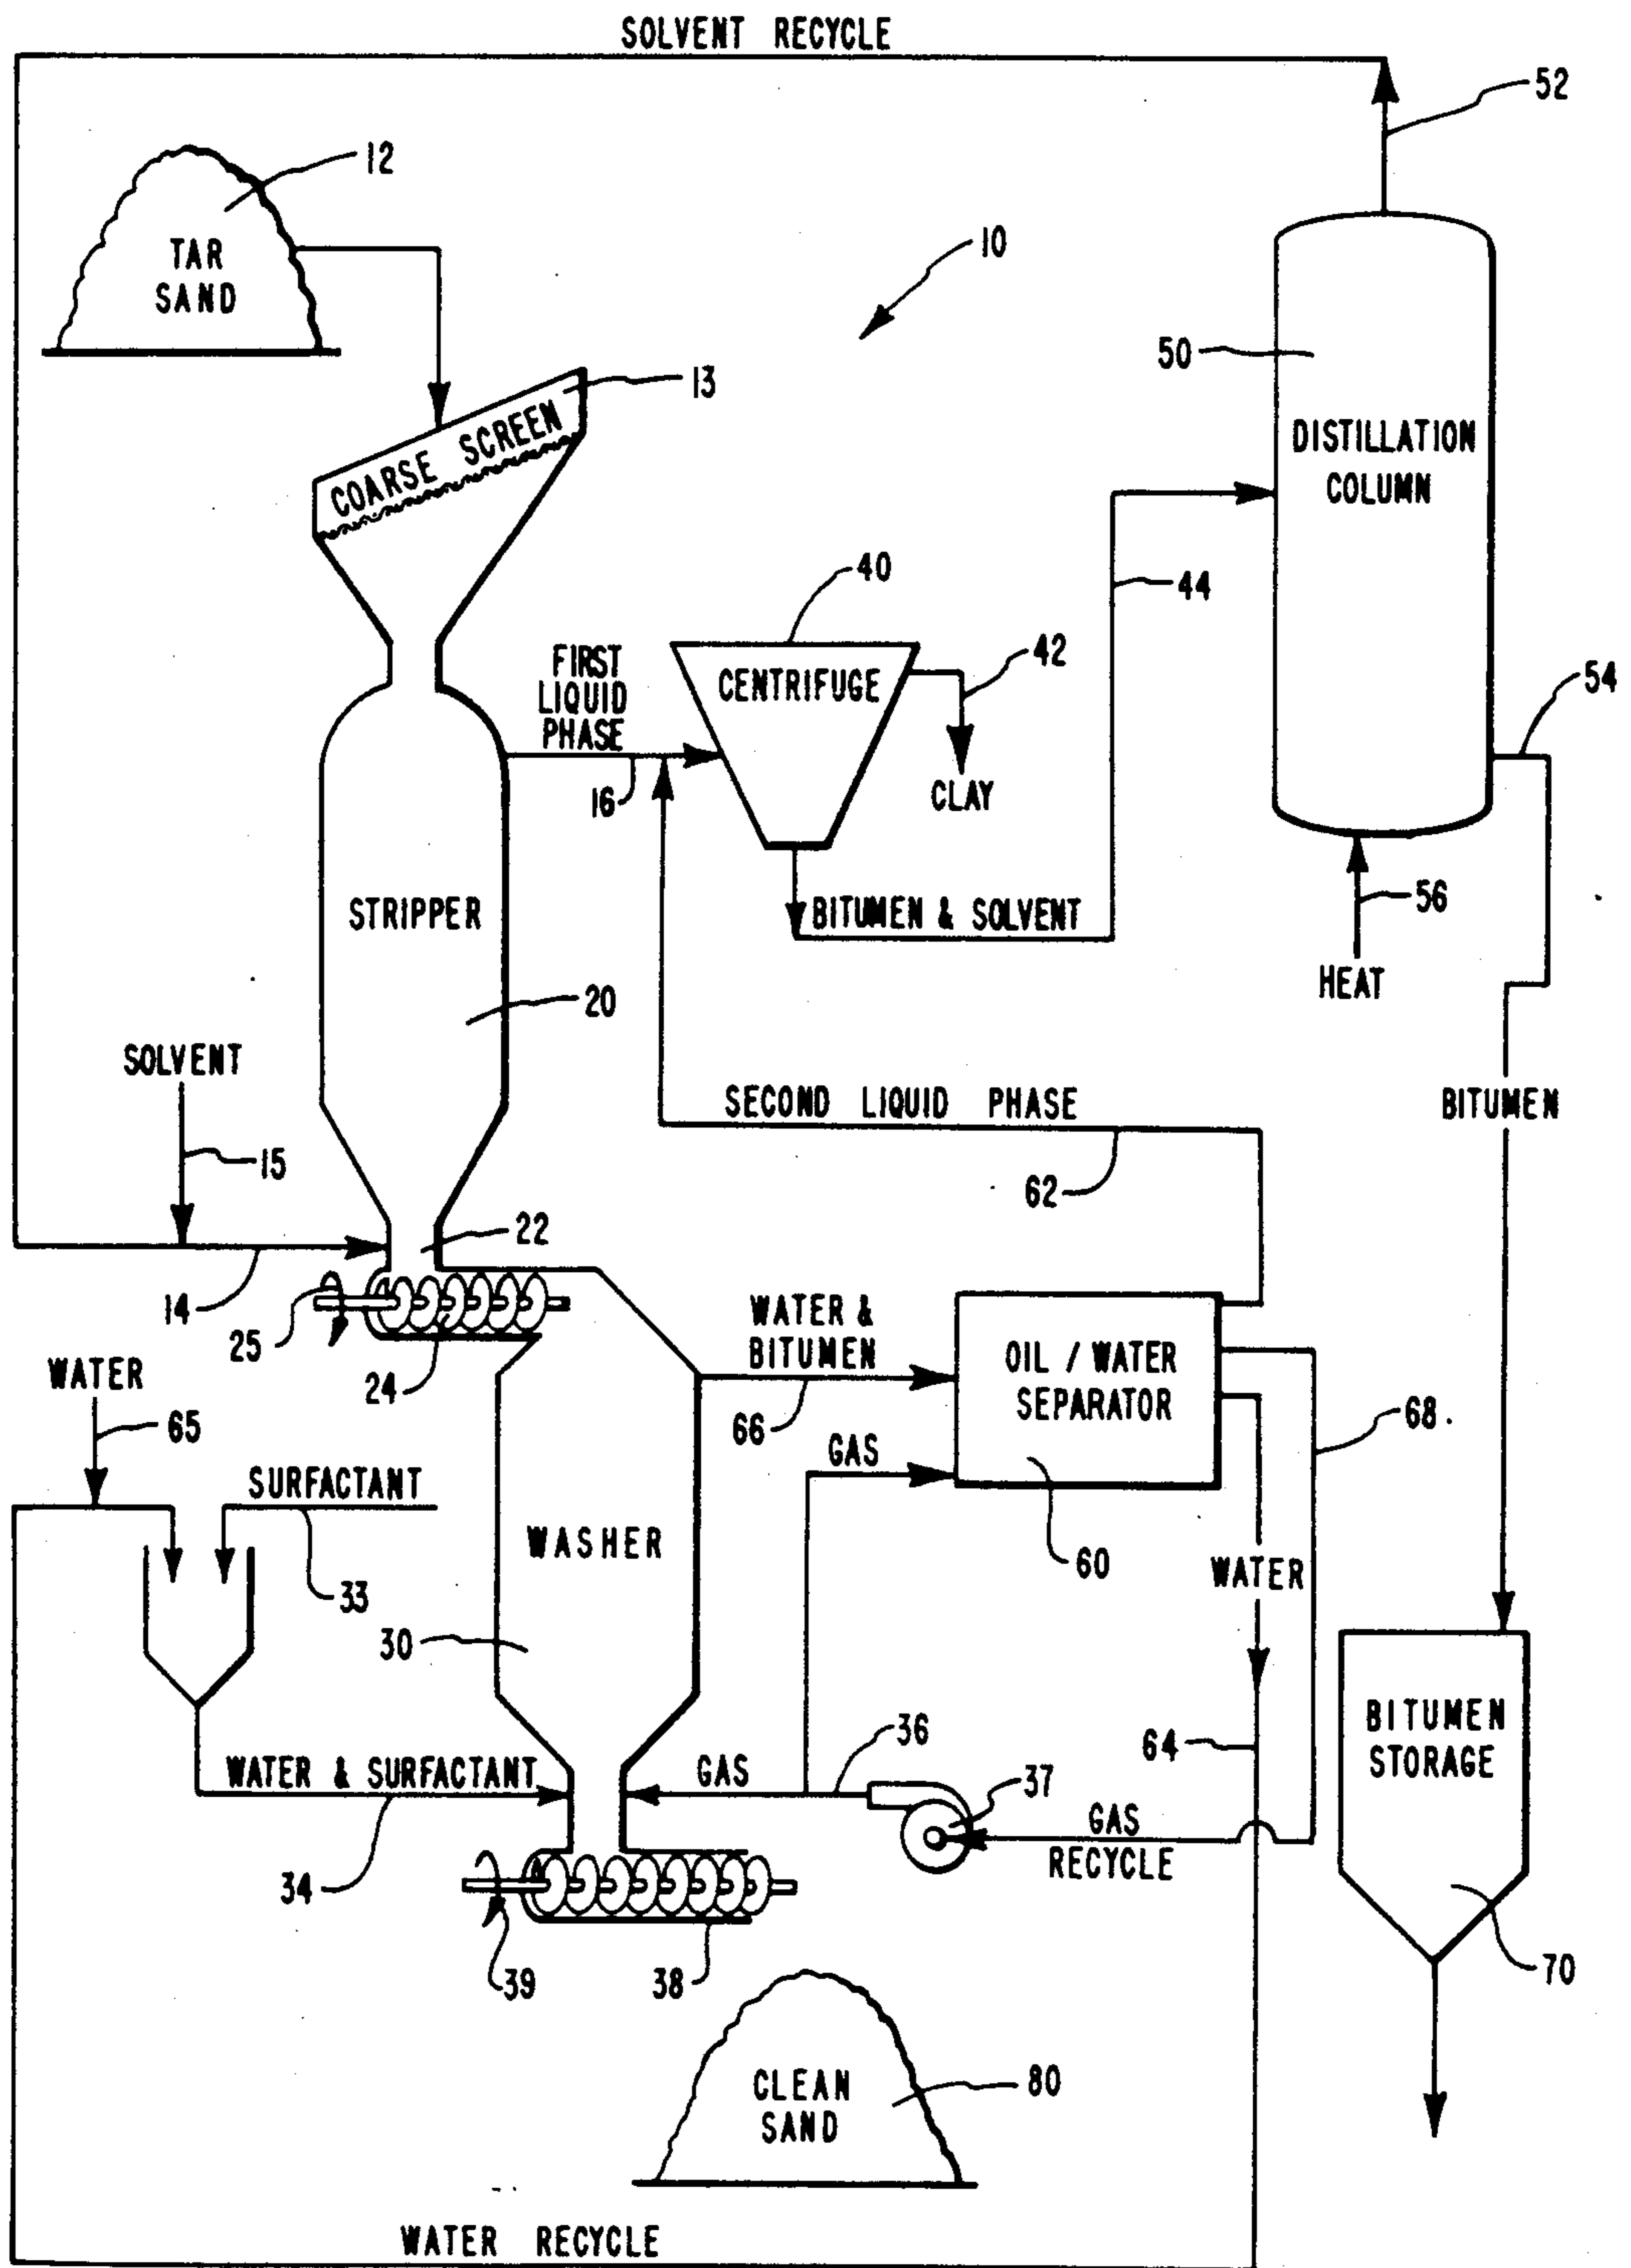 SOLVENT RECYCLE
52
12
TAR
SAND
10
13
COARSE SCREEN
50
DISTILLATION
COLUMN
40
44
FIRST
LIQUID
PHASE
CENTRIFUGE
42
54
16
CLAY
STRIPPER
BITUMEN & SOLVENT
56
HEAT
20
SOLVENT
SECOND LIQUID PHASE
BITUMEN
15
62
22
14
25
24
WATER &
BITUMEN
OIL / WATER
SEPARATOR
WATER
65
66
68
GAS
SURFACTANT
WASHER
33
60
WATER
30
BITUMEN
STORAGE
36
64
WATER & SURFACTANT
GAS
37
GAS
RECYCLE
34
39
38
70
CLEAN
SAND
80
WATER RECYCLE